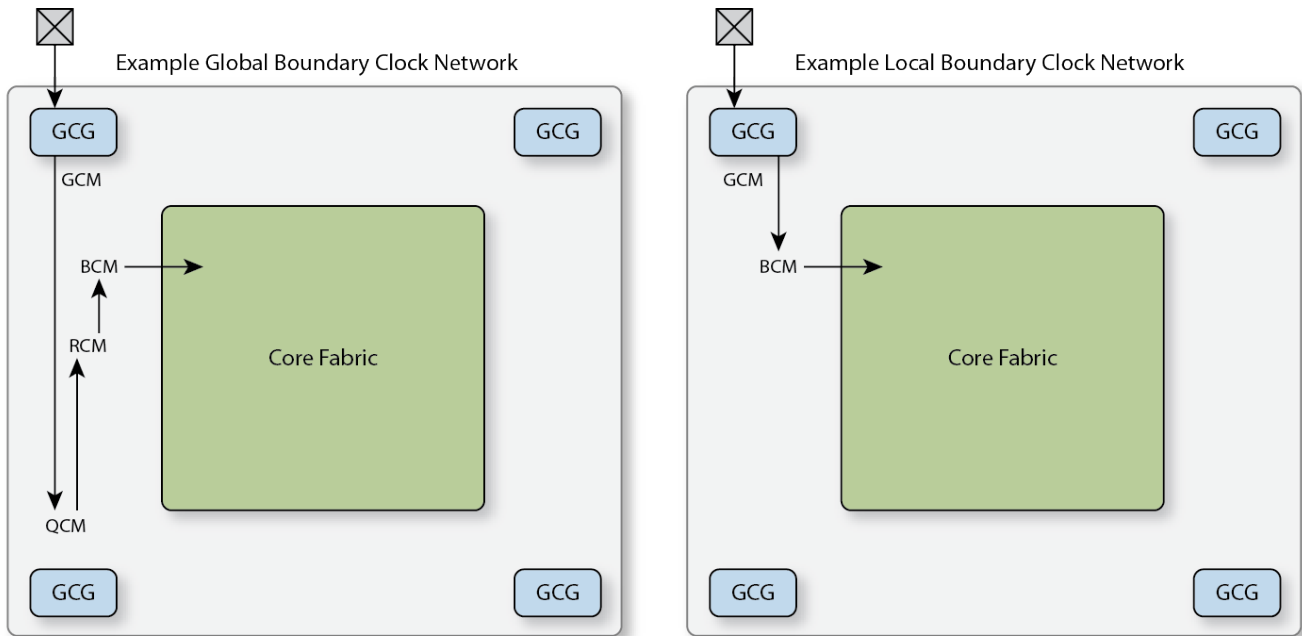 Example Global Boundary Clock Network
GCG
GCG
GCM
BCM
RCM
Core Fabric
QCM
GCG
GCG
Example Local Boundary Clock Network
GCG
GCG
GCM
BCM
Core Fabric
GCG
GCG